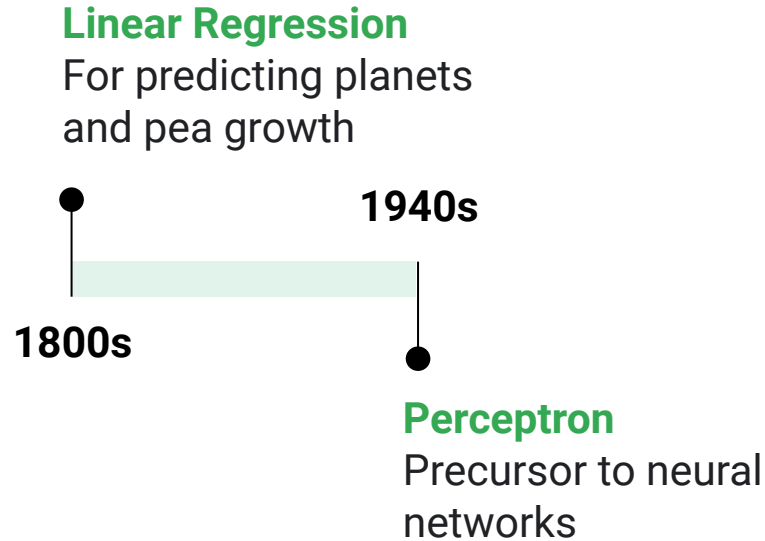 Linear Regression
For predicting planets
and pea growth
1940s
1800s
Perceptron
Precursor to neural
networks